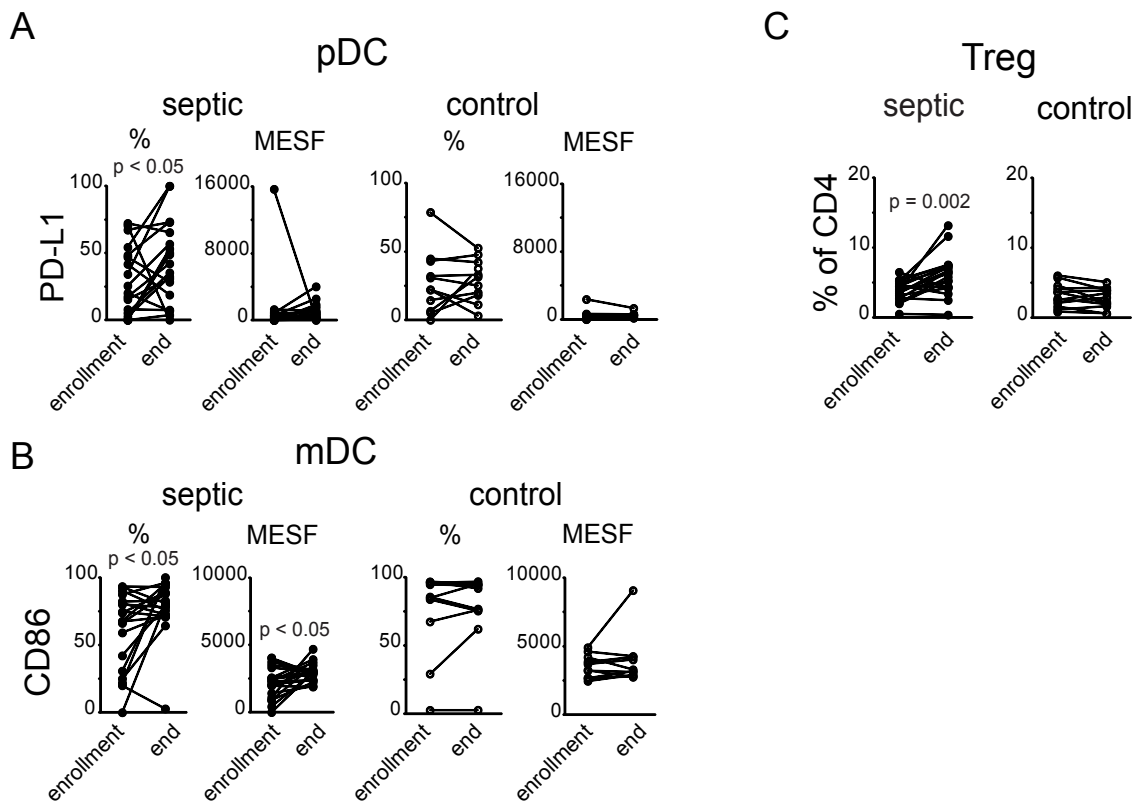 A
pDC
septic
control
%
MESF
%
MESF
p < 0.05
PD-L1
100
50
0
16000
8000
0
100
50
0
16000
8000
0
enrollment
end
enrollment
end
enrollment
end
enrollment
end
B
mDC
septic
control
%
MESF
%
MESF
p < 0.05
p < 0.05
CD86
100
50
0
10000
5000
0
100
50
0
10000
5000
0
enrollment
end
enrollment
end
enrollment
end
enrollment
end
C
Treg
septic
control
p = 0.002
% of CD4
20
10
0
20
10
0
enrollment
end
enrollment
end